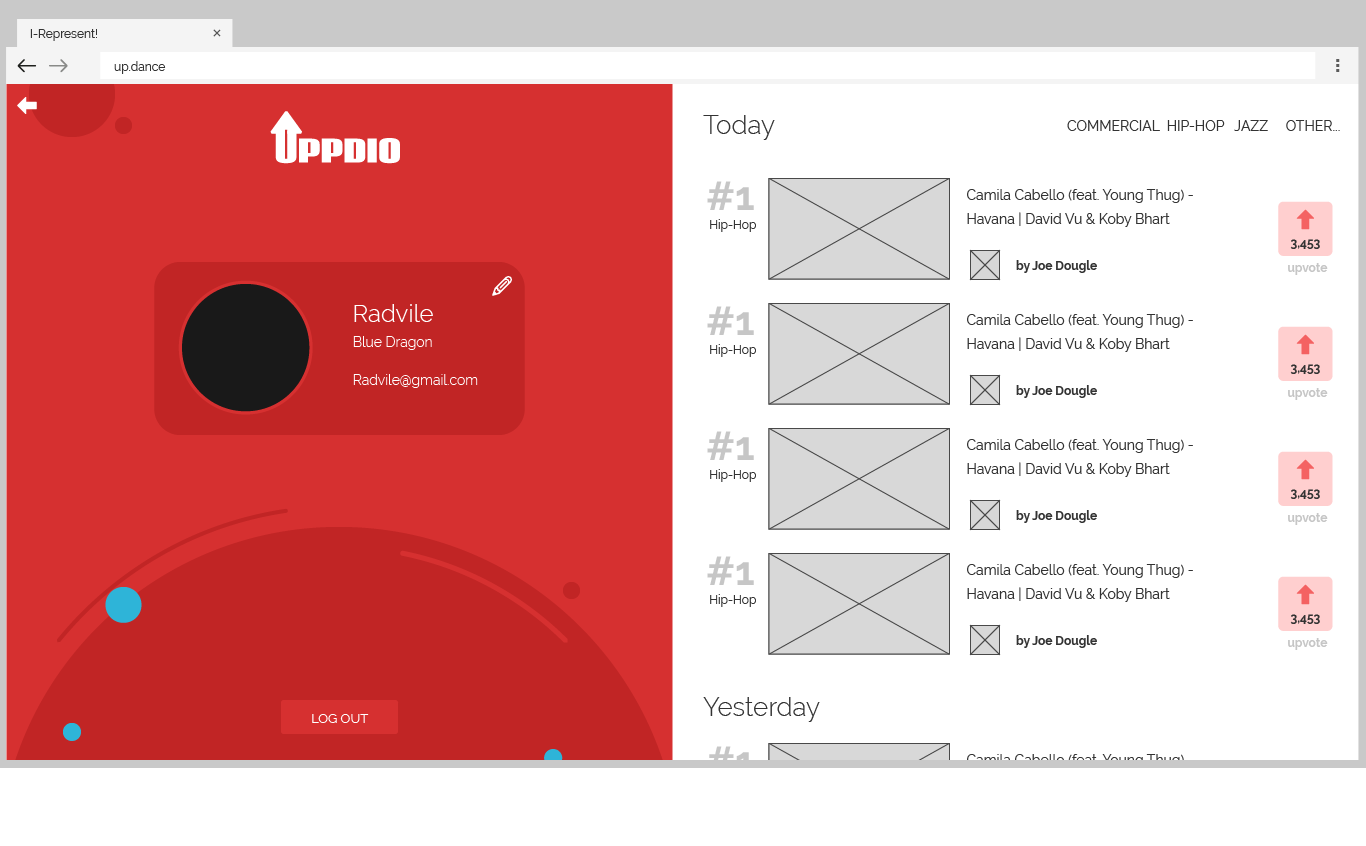 I-Represent!
up.dance
UPPDIO
Radvile
Blue Dragon
Radvile@gmail.com
LOG OUT
Today
COMMERCIAL HIP-HOP JAZZ OTHER...
#1
Hip-Hop
Camila Cabello (feat. Young Thug) -
Havana | David Vu & Koby Bhart
by Joe Dougle
3.453
upvote
#1
Hip-Hop
Camila Cabello (feat. Young Thug) -
Havana | David Vu & Koby Bhart
by Joe Dougle
3.453
upvote
#1
Hip-Hop
Camila Cabello (feat. Young Thug) -
Havana | David Vu & Koby Bhart
by Joe Dougle
3.453
upvote
#1
Hip-Hop
Camila Cabello (feat. Young Thug) -
Havana | David Vu & Koby Bhart
by Joe Dougle
3.453
upvote
Yesterday
#1
Camila Cabello (feat. Young Thug) -